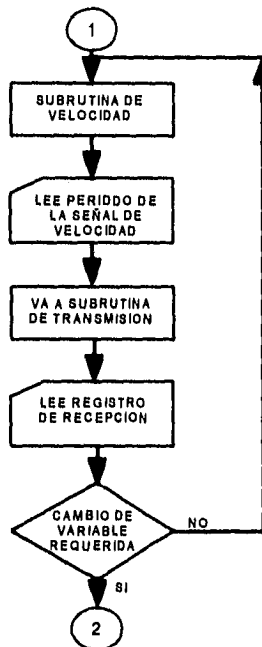 1
SUBRUTINA DE
VELOCIDAD
LEE PERIDDO DE
LA SEÑAL DE
VELOCIDAD
VA A SUBRUTINA
DE TRANSMISION
LEE REGISTRO
DE RECEPCION
CAMBIO DE
VARIABLE
REQUERIDA
NO
SI
2